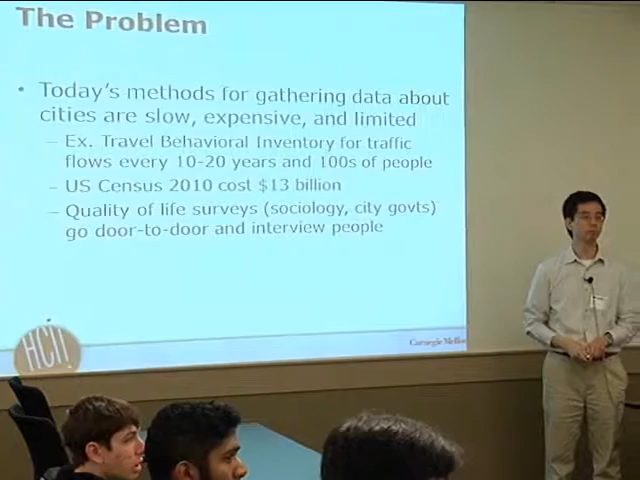 The Problem
• Today's methods for gathering data about
cities are slow, expensive, and limited
– Ex. Travel Behavioral Inventory for traffic
flows every 10-20 years and 100s of people
– US Census 2010 cost $13 billion
– Quality of life surveys (sociology, city govts)
go door-to-door and interview people
HCII
Carnegie Mellon